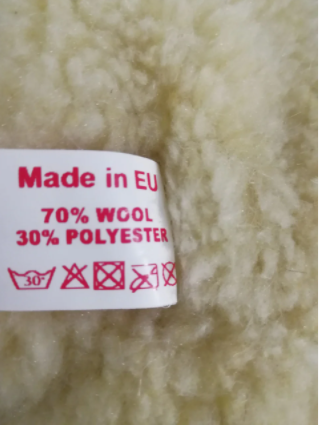 Made in EU
70% WOOL
30% POLYESTER
30°